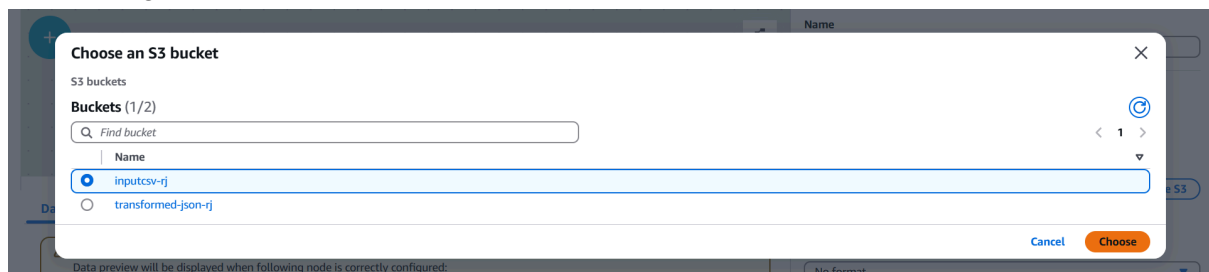 Name
Choose an S3 bucket
S3 buckets
Buckets (1/2)
Find bucket
1
Name
inputcsv-rj
transformed-json-rj
Da
e S3
Cancel
Choose
Data preview will be displayed when following node is correctly configured:
No format